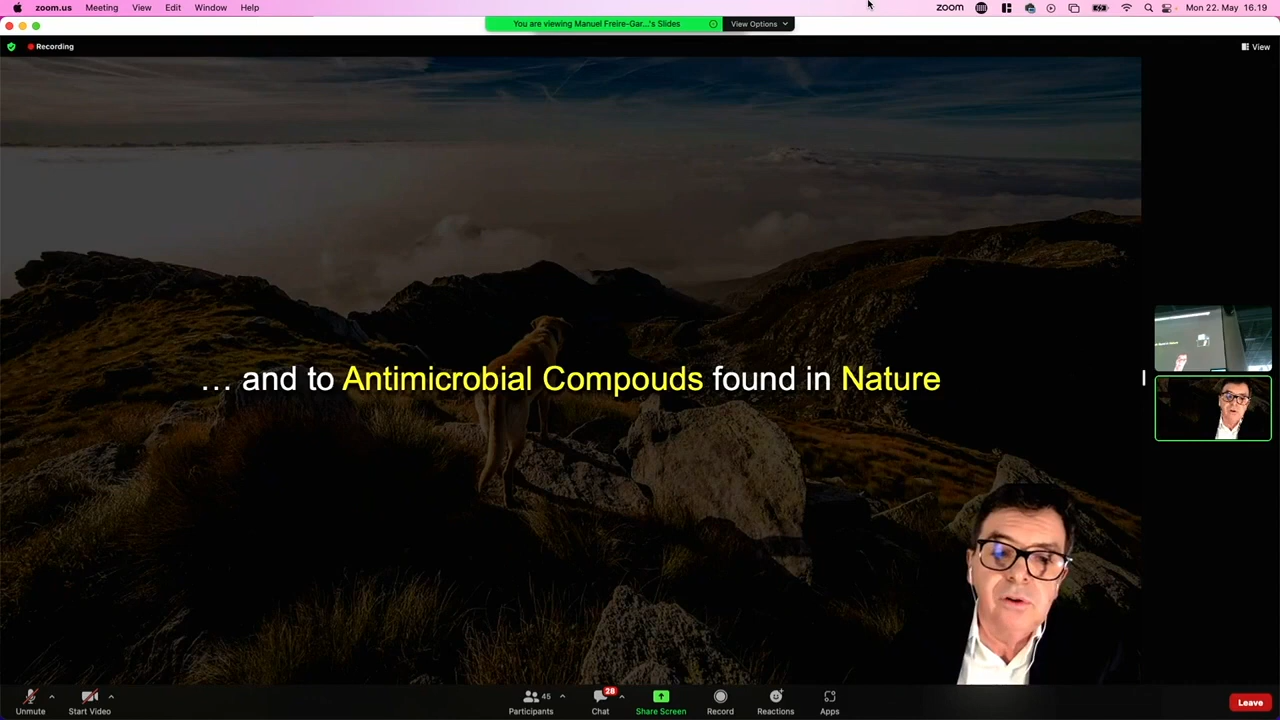 zoom.us Meeting View Edit Window Help
zoom Mon 22. May 16.19
You are viewing Manuel Freire-Gar...'s Slides View Options
Recording
View
… and to Antimicrobial Compouds found in Nature
45
28
Unmute Start Video Participants Chat Share Screen Record Reactions Apps Leave